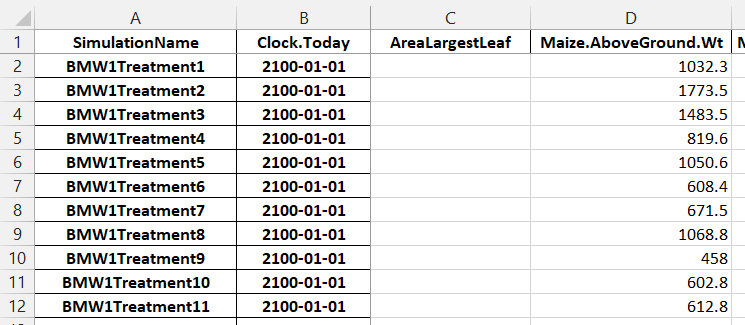 A B C D
1 SimulationName Clock.Today AreaLargestLeaf Maize.AboveGround.Wt
2 BMW1Treatment1 2100-01-01 1032.3
3 BMW1Treatment2 2100-01-01 1773.5
4 BMW1Treatment3 2100-01-01 1483.5
5 BMW1Treatment4 2100-01-01 819.6
6 BMW1Treatment5 2100-01-01 1050.6
7 BMW1Treatment6 2100-01-01 608.4
8 BMW1Treatment7 2100-01-01 671.5
9 BMW1Treatment8 2100-01-01 1068.8
10 BMW1Treatment9 2100-01-01 458
11 BMW1Treatment10 2100-01-01 602.8
12 BMW1Treatment11 2100-01-01 612.8